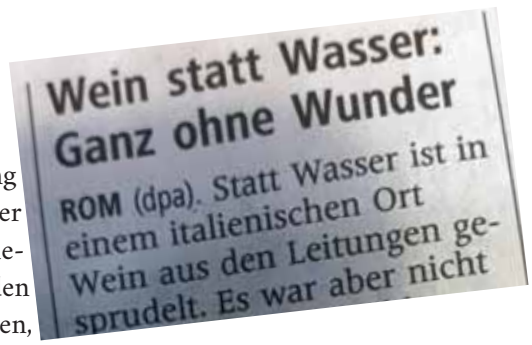 Wein statt Wasser:
Ganz ohne Wunder
ROM (dpa). Statt Wasser ist in
einem italienischen Ort
Wein aus den Leitungen ge-
sprudelt. Es war aber nicht